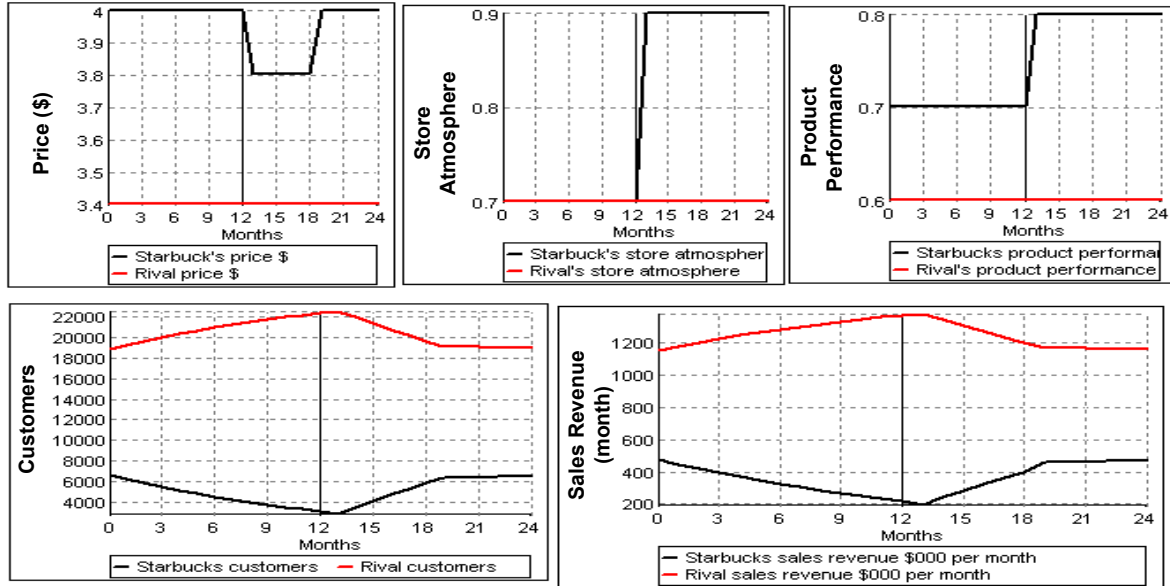 Price ($)
4
4
3.9
3.8
3.7
3.6
3.5
3.4
0 3 6 9 12 15 18 21 24
Months
Starbuck's price $
Rival price $
Store
Atmosphere
0.9
0.8
0.7
0 3 6 9 12 15 18 21 24
Months
Starbuck's store atmospher
Rival's store atmosphere
Product
Performance
0.8
0.7
0.6
0 3 6 9 12 15 18 21 24
Months
Starbucks product performa
Rival's product performance
Customers
22000
20000
18000
16000
14000
12000
10000
8000
6000
4000
0 3 6 9 12 15 18 21 24
Months
Starbucks customers Rival customers
Sales Revenue
(month)
1200
1000
800
600
400
200
0 3 6 9 12 15 18 21 24
Months
Starbucks sales revenue $000 per month
Rival sales revenue $000 per month